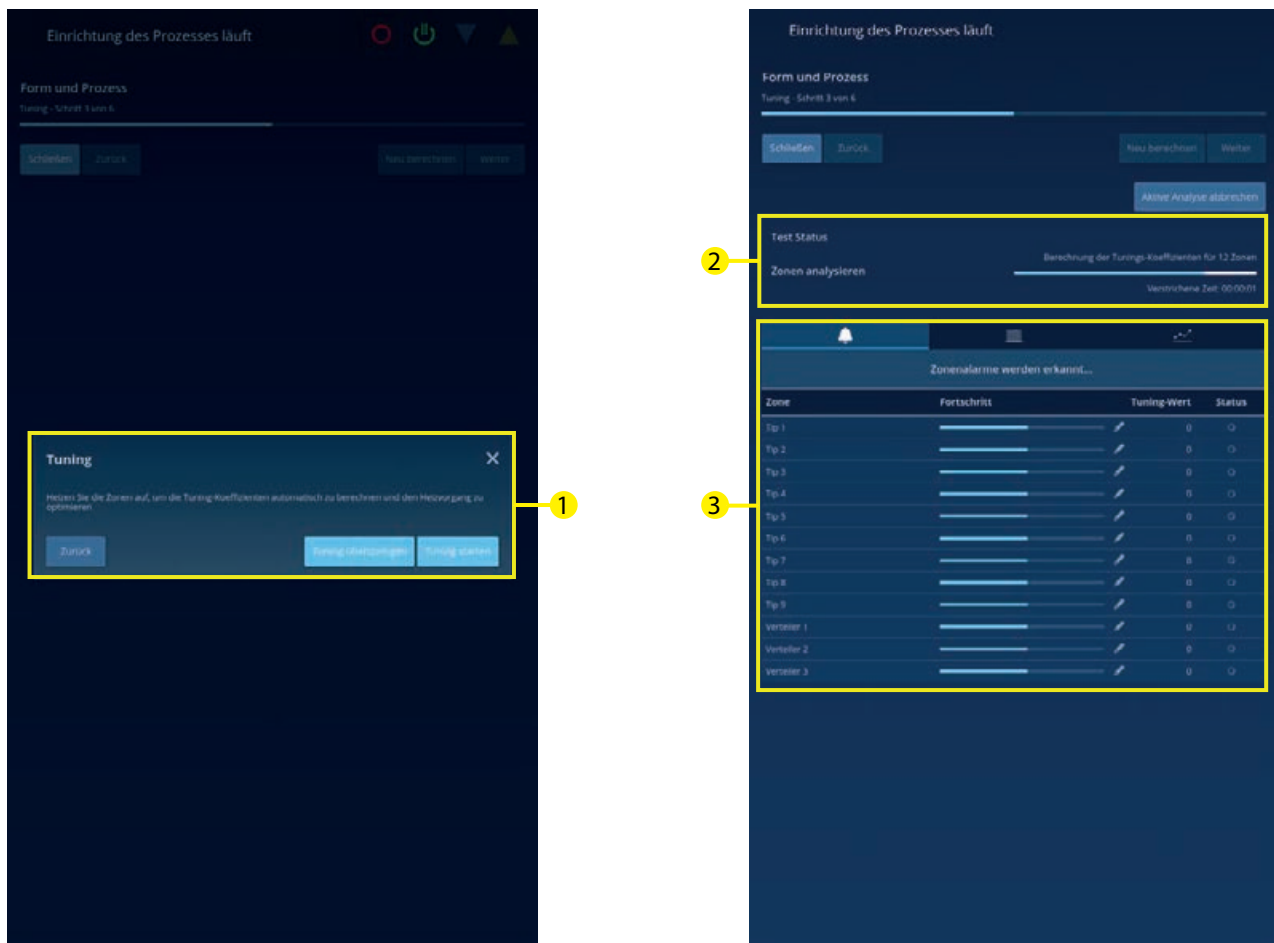 Einrichtung des Prozesses läuft
Form und Prozess
Tuning - Schritt 3 von 6
Schließen
Zurück
Neu berechnen
Weiter
Tuning
Heizen Sie die Zonen auf, um die Tuning-Koeffizienten automatisch zu berechnen und den Heizvorgang zu
optimieren
Zurück
Tuning überspringen
Tuning starten
1
Einrichtung des Prozesses läuft
Form und Prozess
Tuning - Schritt 3 von 6
Schließen
Zurück
Neu berechnen
Weiter
Aktive Analyse abbrechen
2
Test Status
Berechnung der Tunings-Koeffizienten für 12 Zonen
Zonen analysieren
Verstrichene Zeit: 00:00:01
3
Zonenalarme werden erkannt...
Zone Fortschritt Tuning-Wert Status
Tip 1 0
Tip 2 0
Tip 3 0
Tip 4 0
Tip 5 0
Tip 6 0
Tip 7 0
Tip 8 0
Tip 9 0
Verteiler 1 0
Verteiler 2 0
Verteiler 3 0